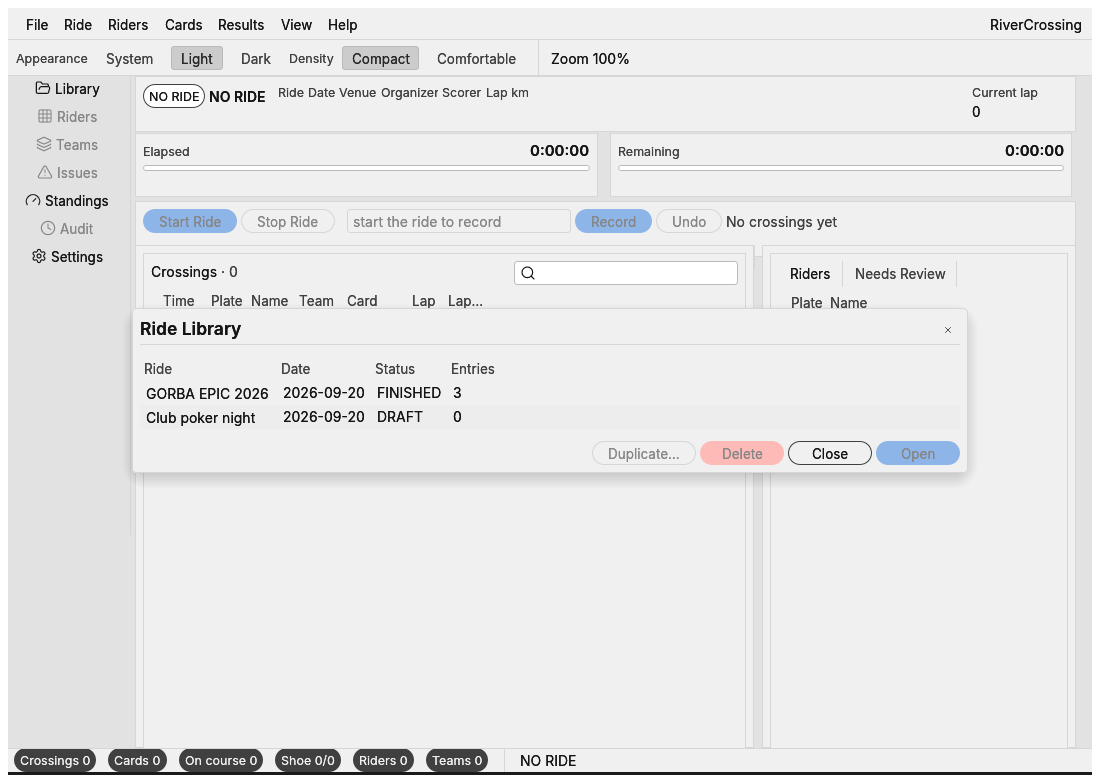 File Ride Riders Cards Results View Help RiverCrossing
Appearance System Light Dark Density Compact Comfortable Zoom 100%
Library
Riders
Teams
Issues
Standings
Audit
Settings
NO RIDE NO RIDE Ride Date Venue Organizer Scorer Lap km Current lap
0
Elapsed 0:00:00 Remaining 0:00:00
Start Ride Stop Ride start the ride to record Record Undo No crossings yet
Crossings · 0 Riders Needs Review
Time Plate Name Team Card Lap Lap... Plate Name
Ride Library ×
Ride Date Status Entries
GORBA EPIC 2026 2026-09-20 FINISHED 3
Club poker night 2026-09-20 DRAFT 0
Duplicate... Delete Close Open
Crossings 0 Cards 0 On course 0 Shoe 0/0 Riders 0 Teams 0 NO RIDE